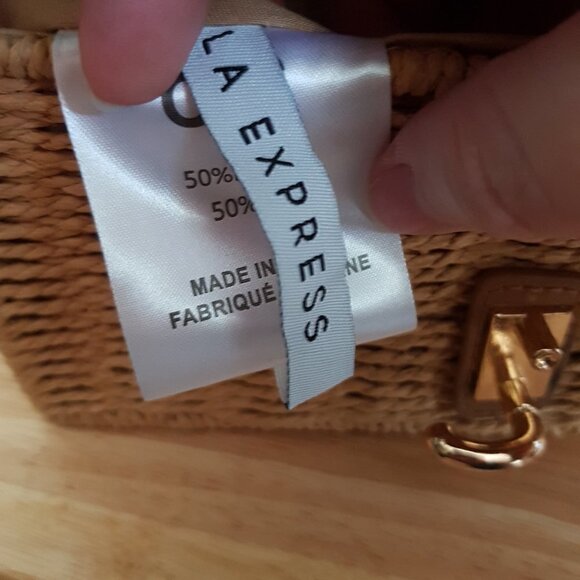 LA EXPRESS
50%
50%
MADE IN
FABRIQUÉ